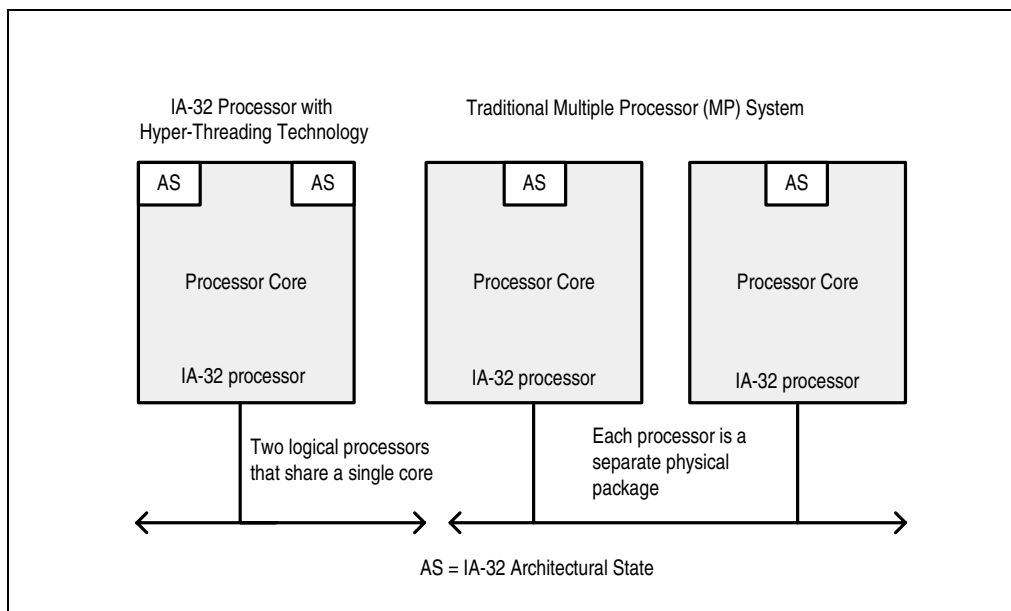 IA-32 Processor with
Hyper-Threading Technology
Traditional Multiple Processor (MP) System
AS
AS
Processor Core
IA-32 processor
AS
Processor Core
IA-32 processor
AS
Processor Core
IA-32 processor
Two logical processors
that share a single core
Each processor is a
separate physical
package
AS = IA-32 Architectural State